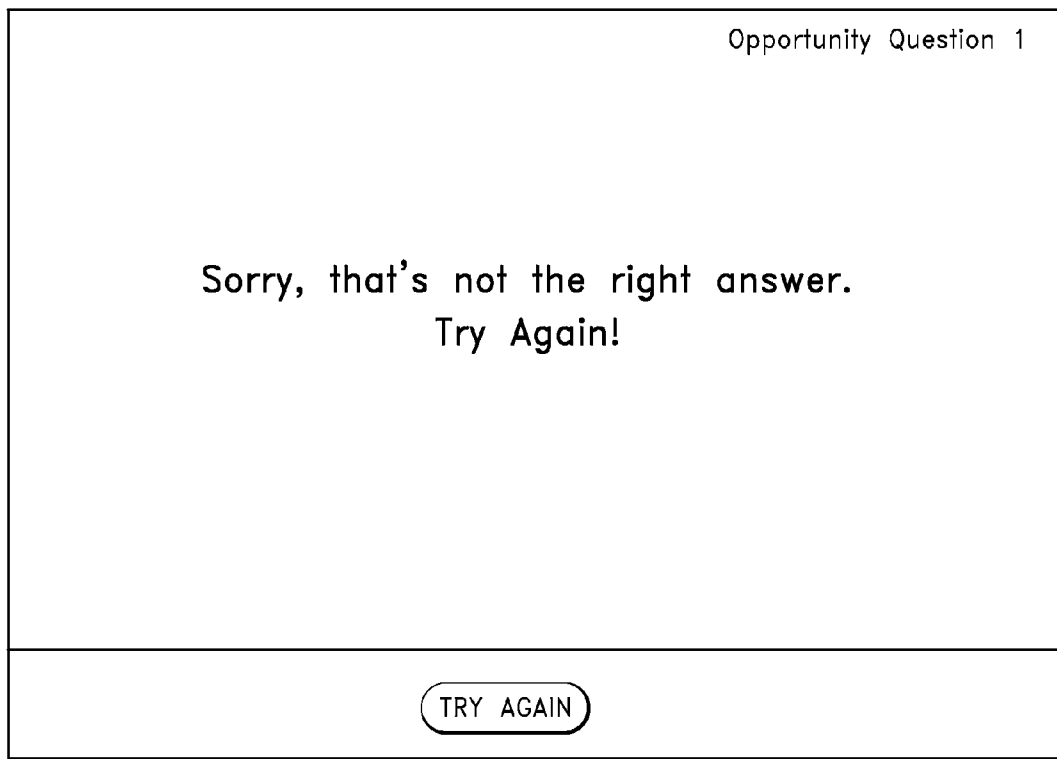 Opportunity Question 1
Sorry, that's not the right answer.
Try Again!
TRY AGAIN